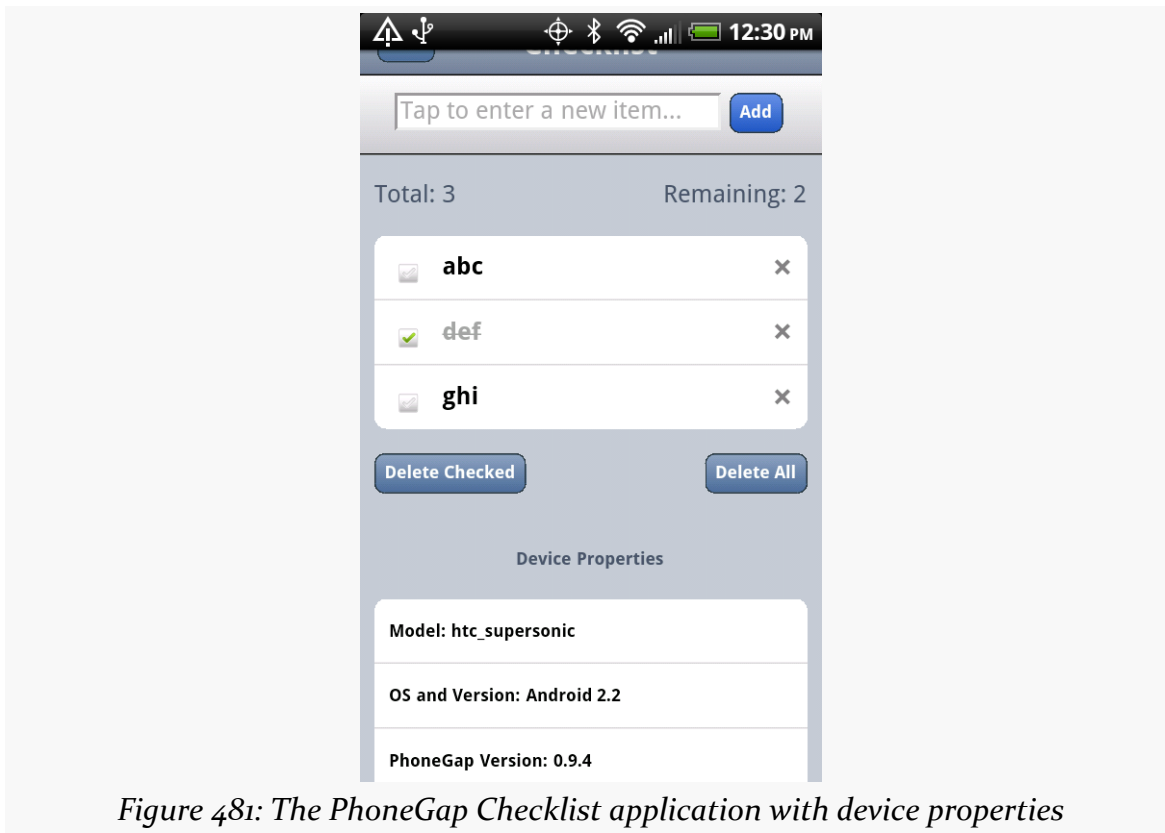 12:30 PM
Checklist
Tap to enter a new item...
Add
Total: 3 Remaining: 2
abc
def
ghi
Delete Checked Delete All
Device Properties
Model: htc_supersonic
OS and Version: Android 2.2
PhoneGap Version: 0.9.4
Figure 481: The PhoneGap Checklist application with device properties